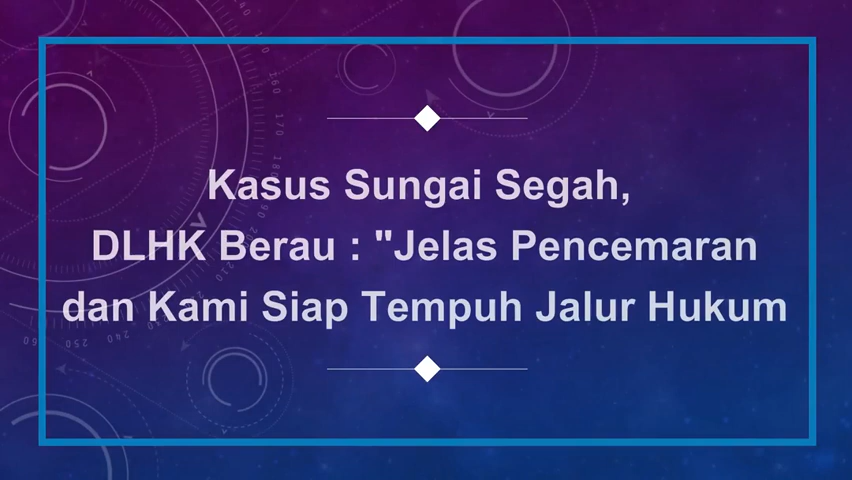 Kasus Sungai Segah,
DLHK Berau : "Jelas Pencemaran
dan Kami Siap Tempuh Jalur Hukum